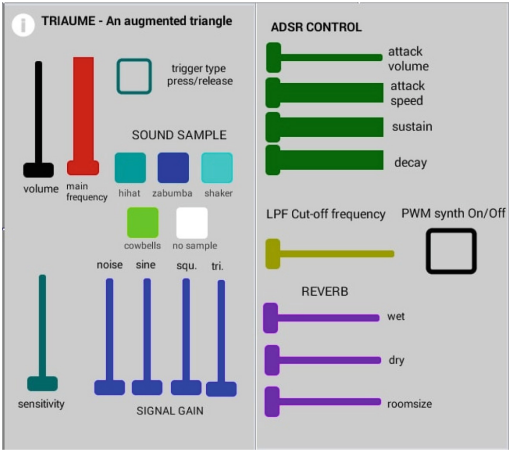 i
TRIAUME - An augmented triangle
trigger type
press/release
volume
main
frequency
SOUND SAMPLE
hihat
zabumba
shaker
cowbells
no sample
noise
sine
squ.
tri.
sensitivity
SIGNAL GAIN
ADSR CONTROL
attack
volume
attack
speed
sustain
decay
LPF Cut-off frequency
PWM synth On/Off
REVERB
wet
dry
roomsize